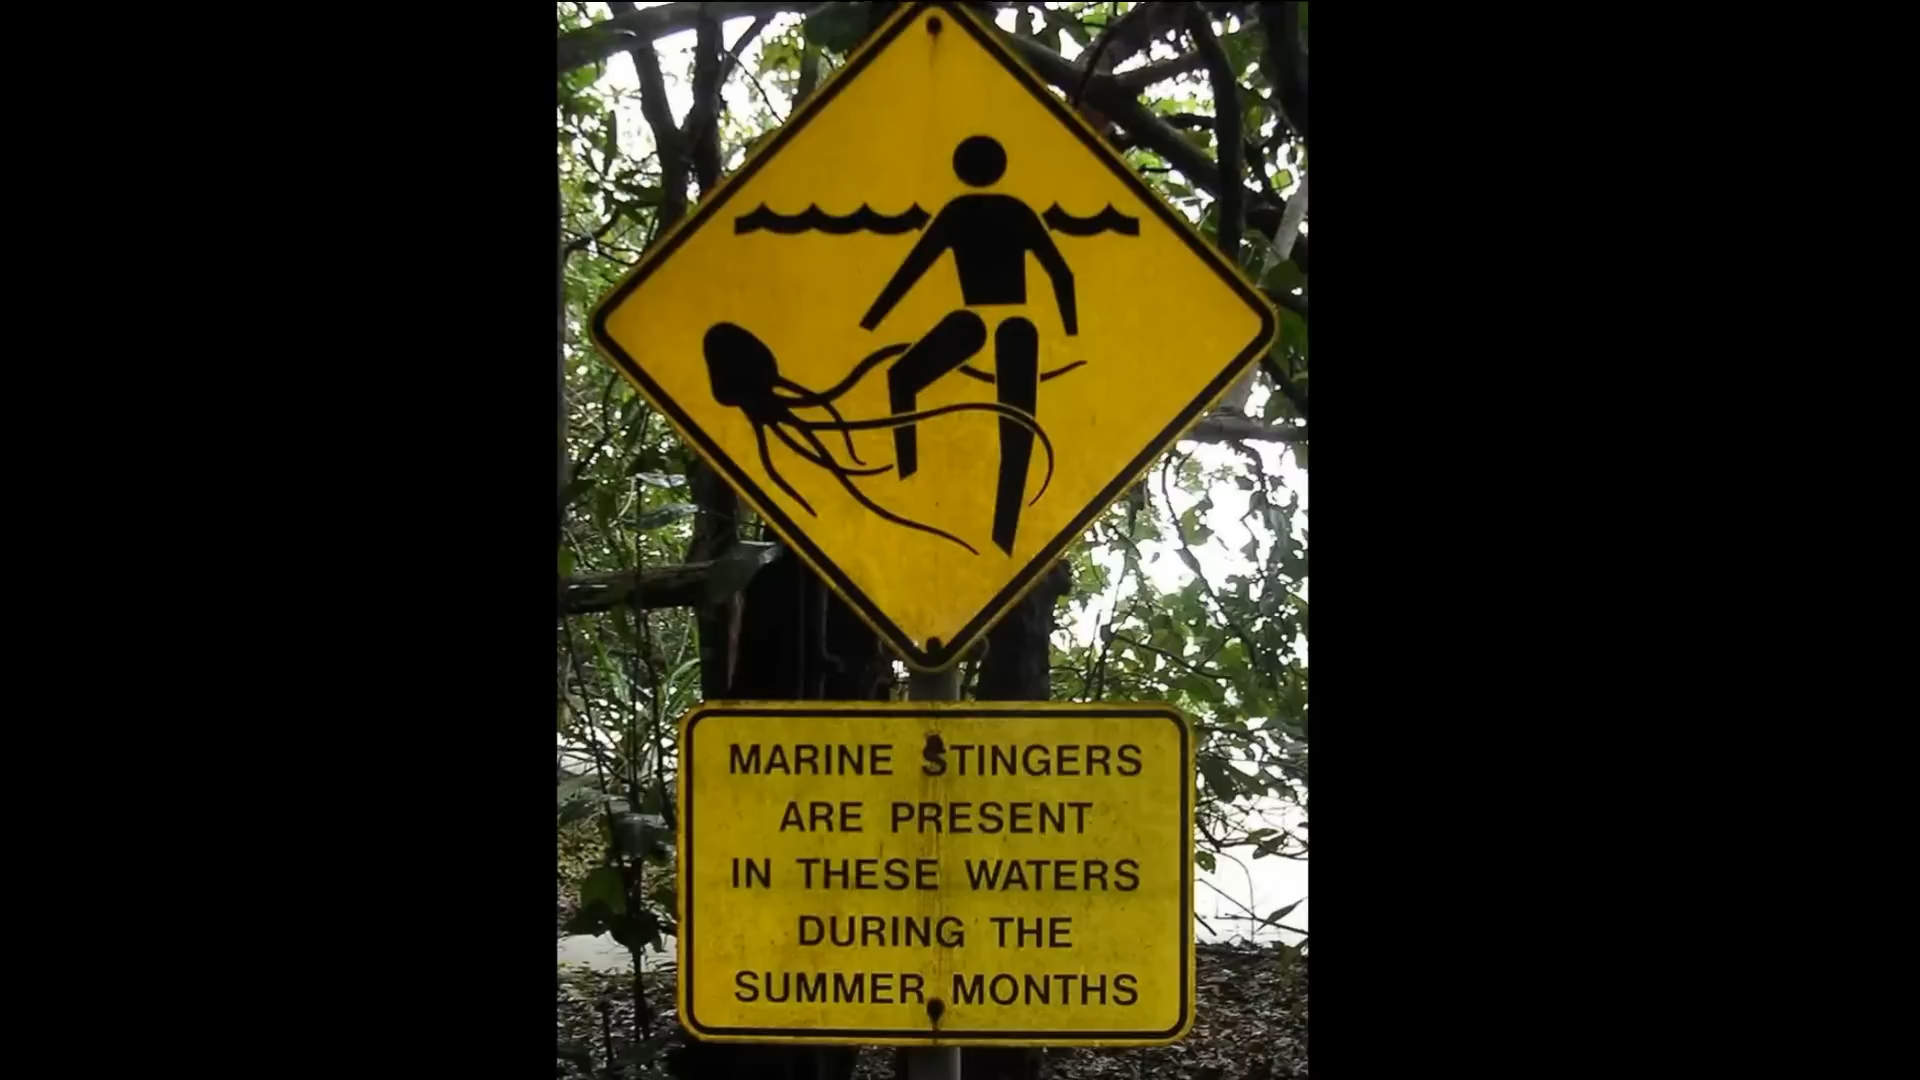 MARINE STINGERS
ARE PRESENT
IN THESE WATERS
DURING THE
SUMMER MONTHS